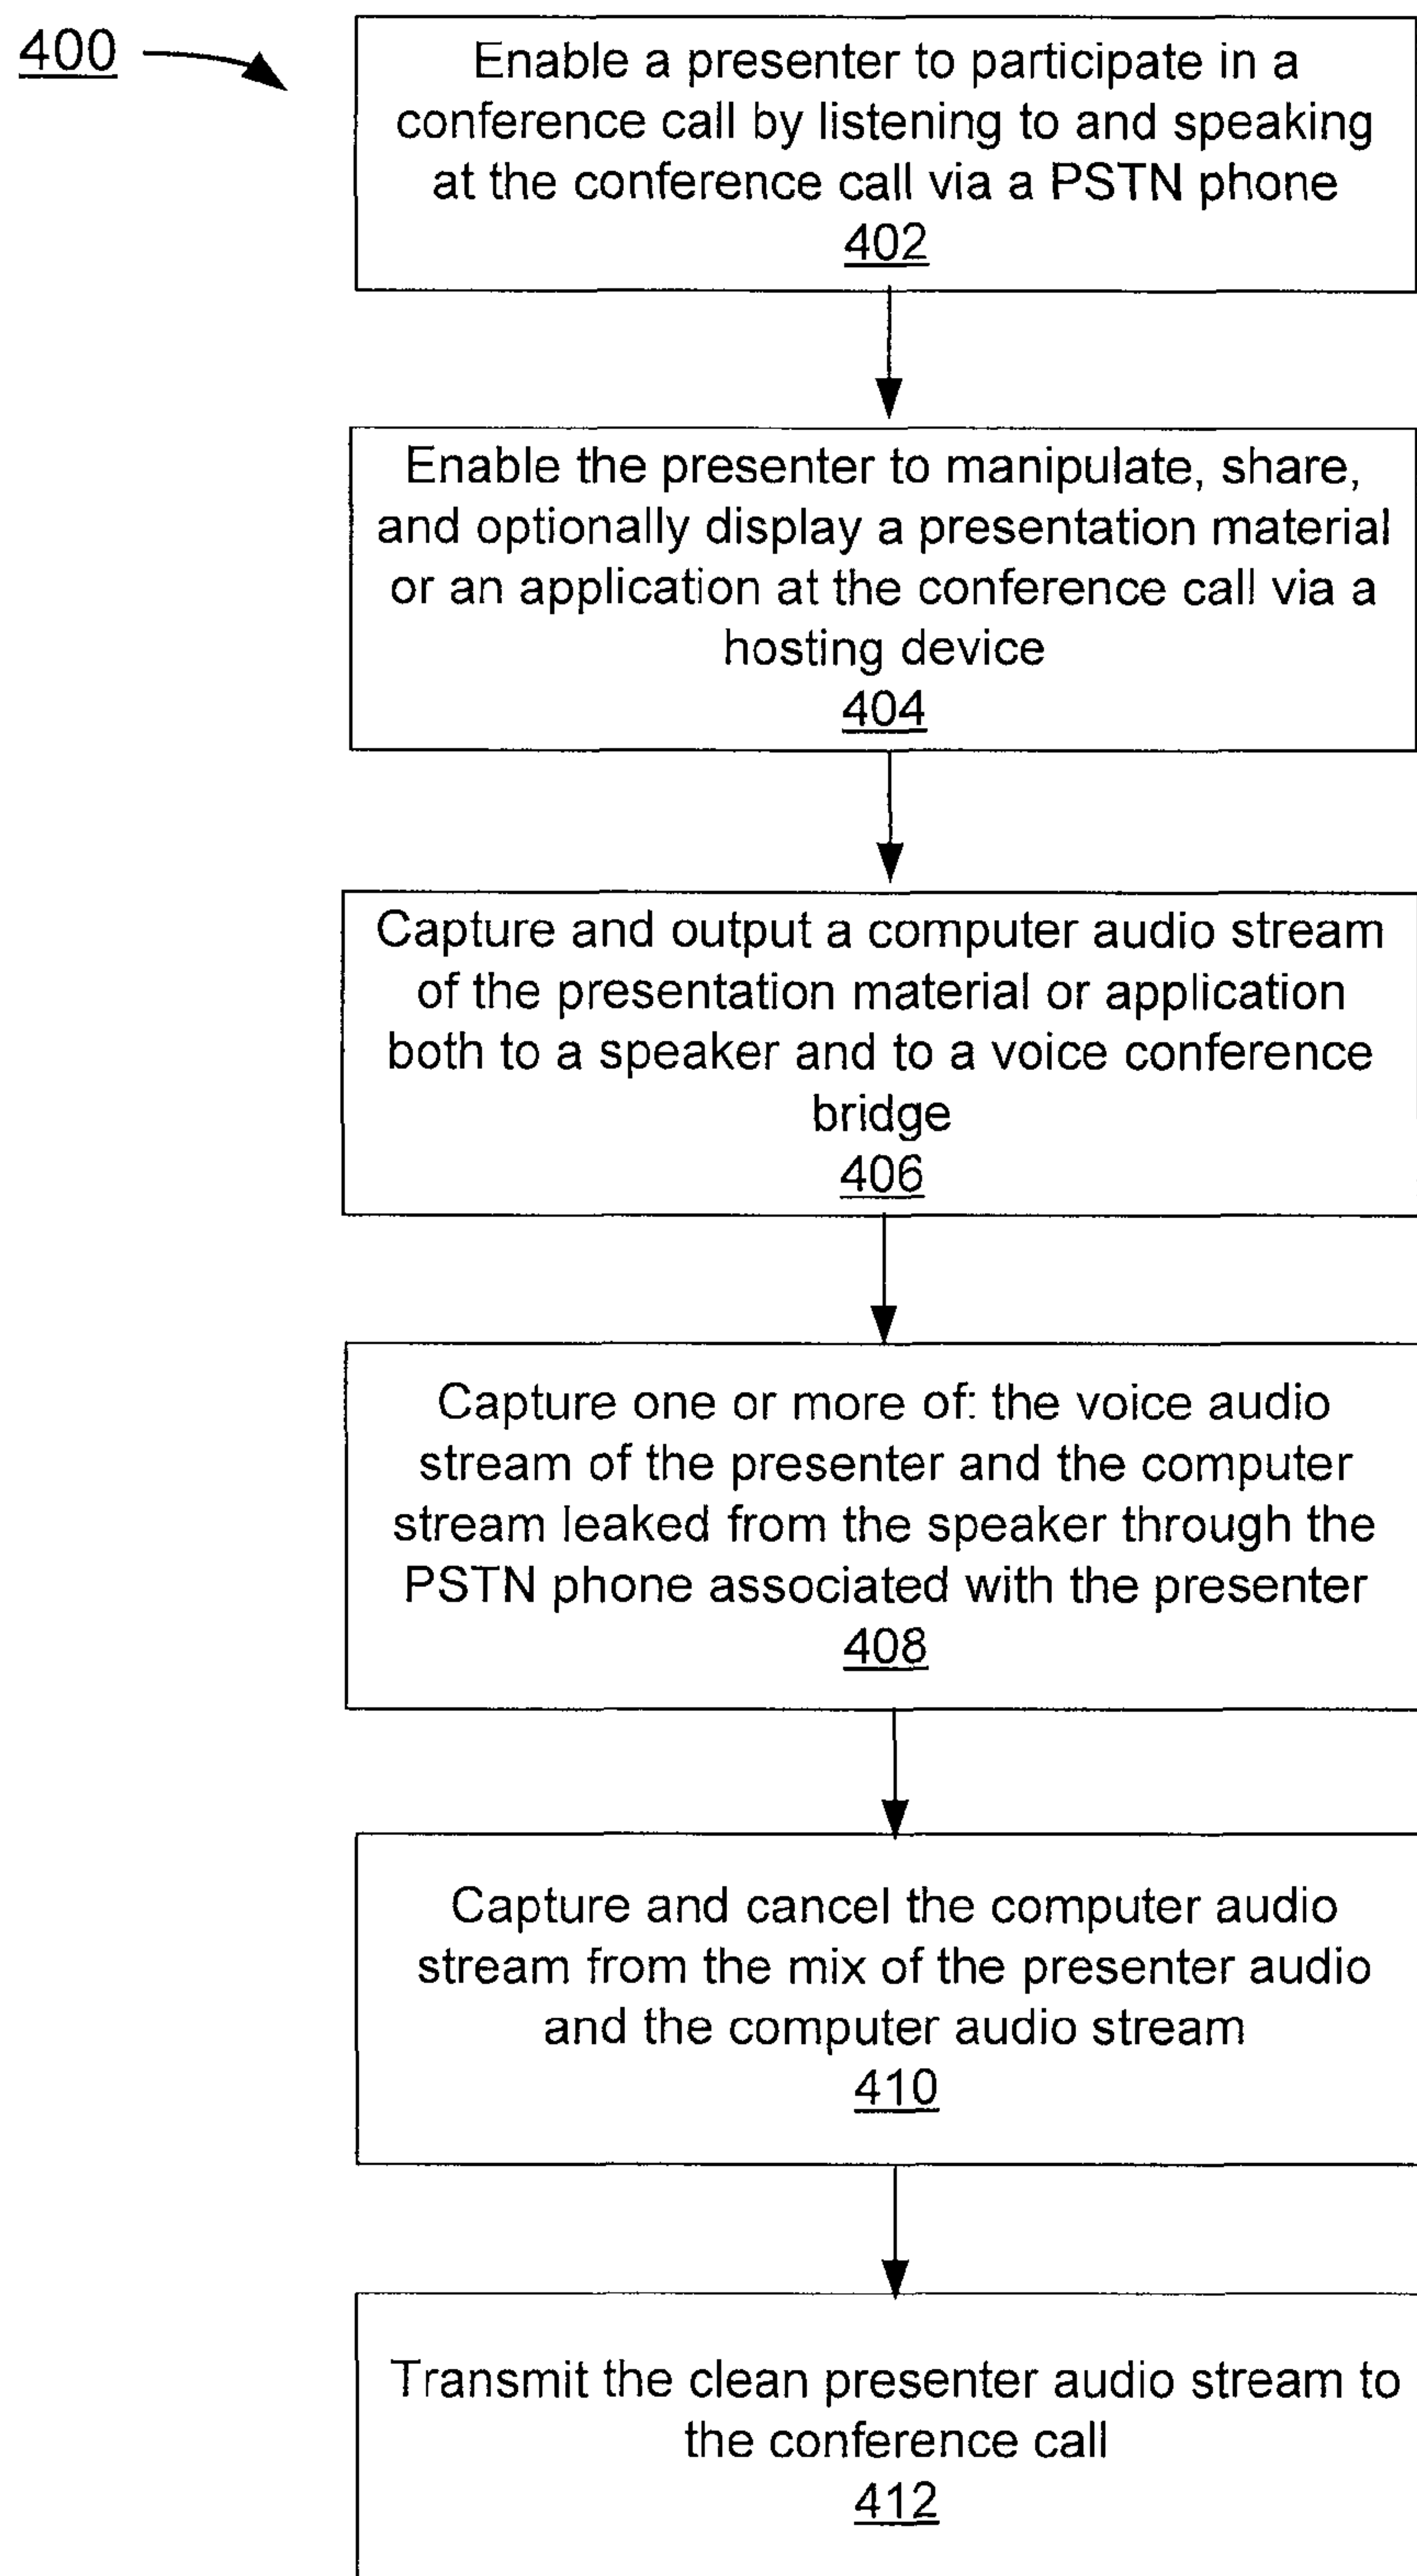 400
Enable a presenter to participate in a
conference call by listening to and speaking
at the conference call via a PSTN phone
402
Enable the presenter to manipulate, share,
and optionally display a presentation material
or an application at the conference call via a
hosting device
404
Capture and output a computer audio stream
of the presentation material or application
both to a speaker and to a voice conference
bridge
406
Capture one or more of: the voice audio
stream of the presenter and the computer
stream leaked from the speaker through the
PSTN phone associated with the presenter
408
Capture and cancel the computer audio
stream from the mix of the presenter audio
and the computer audio stream
410
Transmit the clean presenter audio stream to
the conference call
412